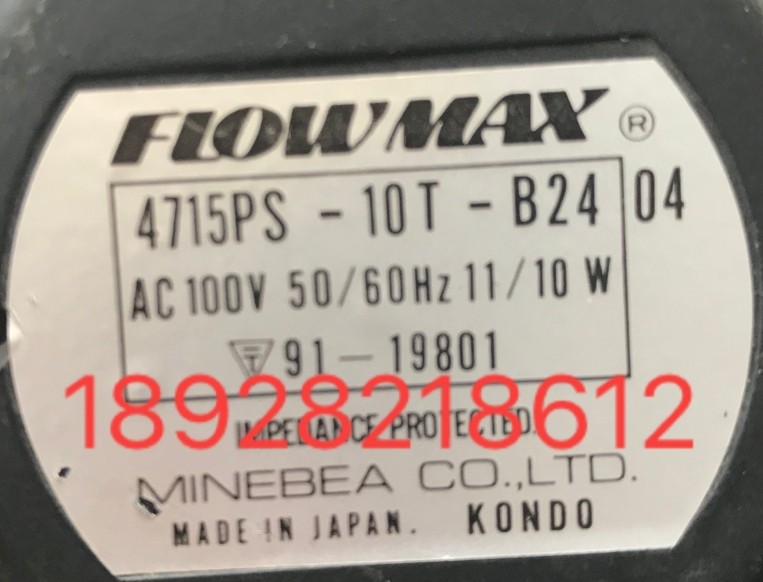 FLOWMAX ®
4715PS - 10T - B24 04
AC 100V 50/60Hz 11/10 W
91-19801
18928218612
IMPEDANCE PROTECTED.
MINEBEA CO.,LTD.
MADE IN JAPAN. KONDO